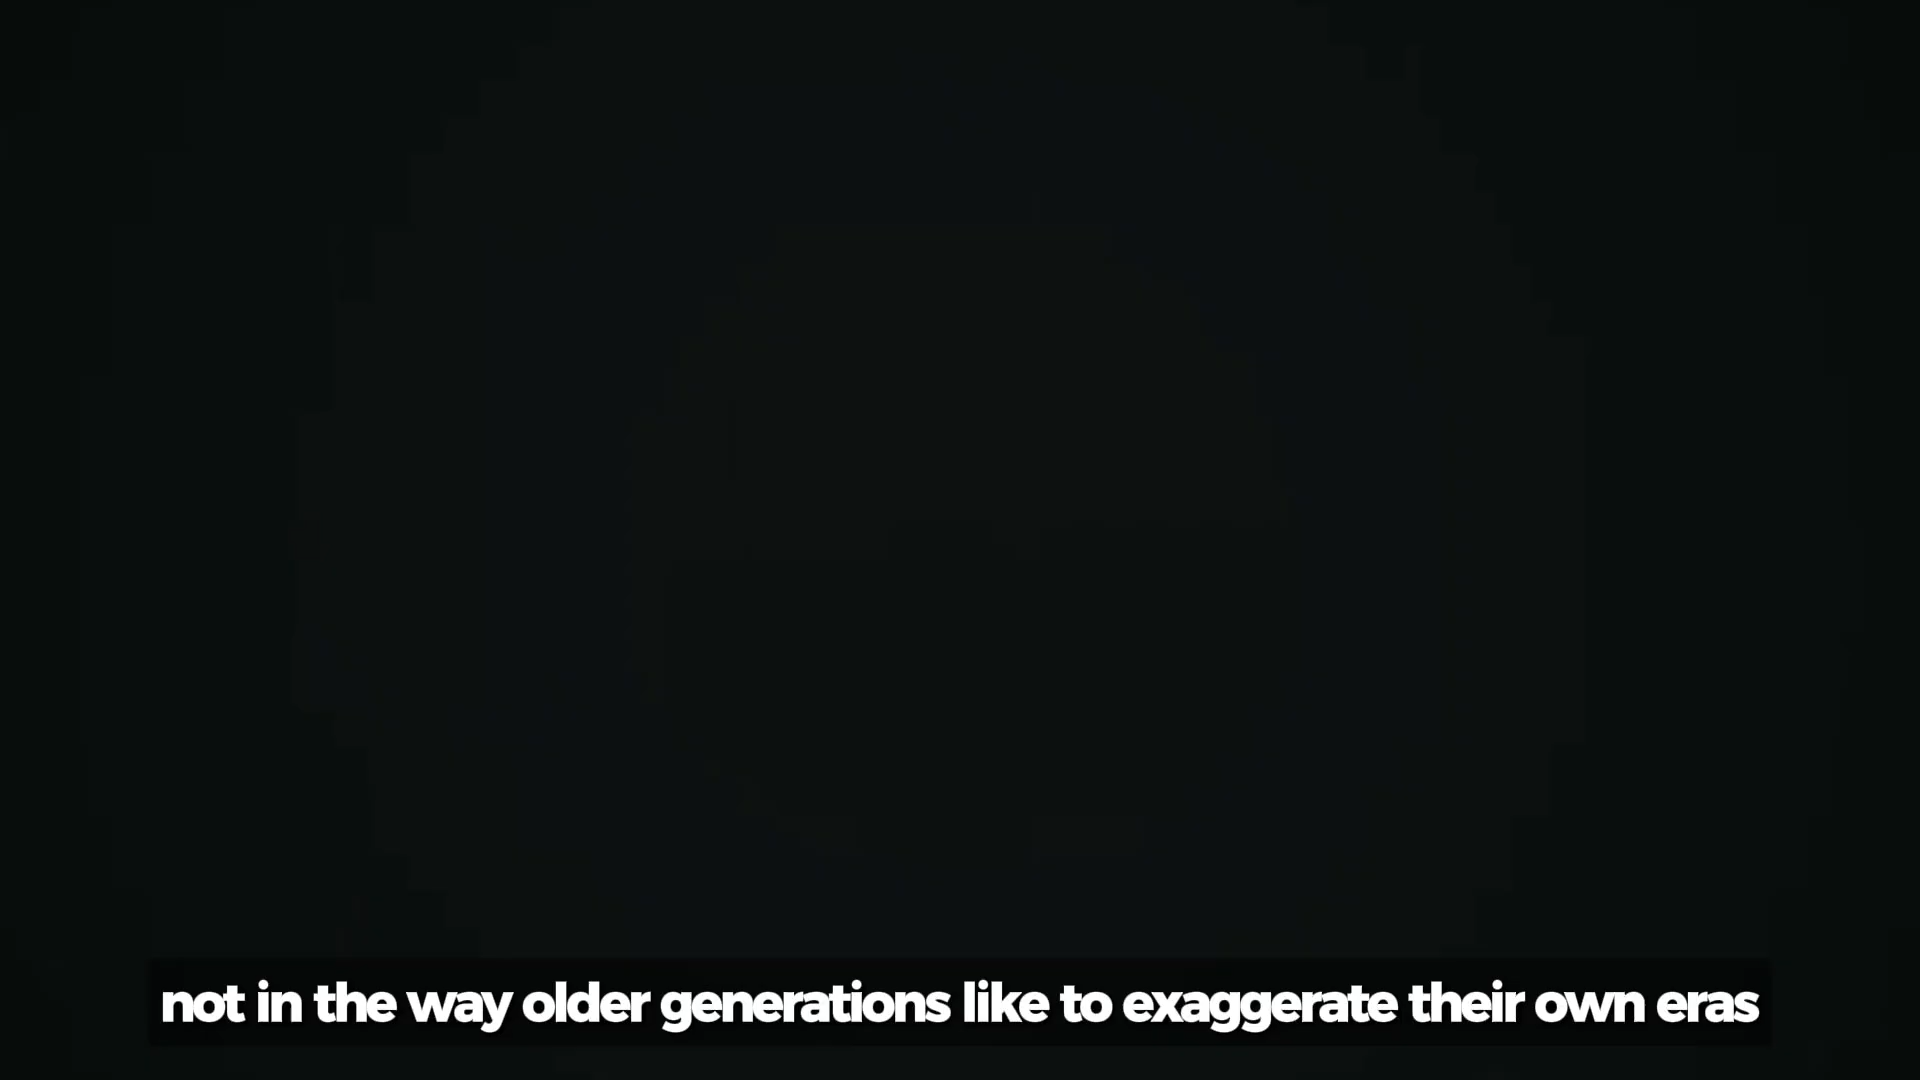 not in the way older generations like to exaggerate their own eras